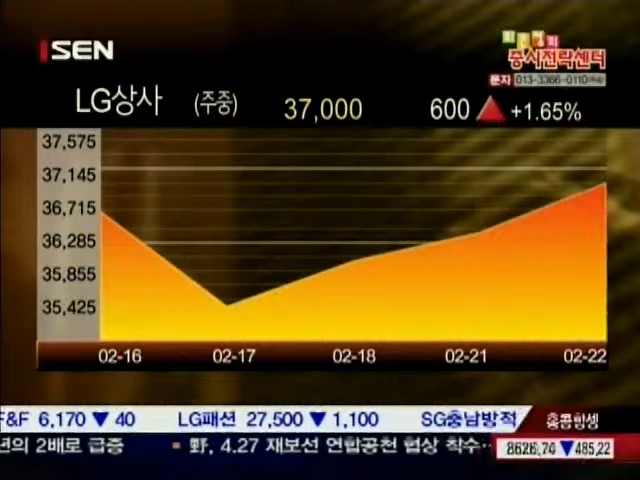 SEN
증시전략센터
문자 013-3366-0110
LG상사 (주중) 37,000 600 ▲ +1.65%
37,575
37,145
36,715
36,285
35,855
35,425
02-16 02-17 02-18 02-21 02-22
F&F 6,170 ▼ 40 LG패션 27,500 ▼ 1,100 SG충남방적
홍콩항셍
년의 2배로 급증 ▪ 野, 4.27 재보선 연합공천 협상 착수…
▼485,22